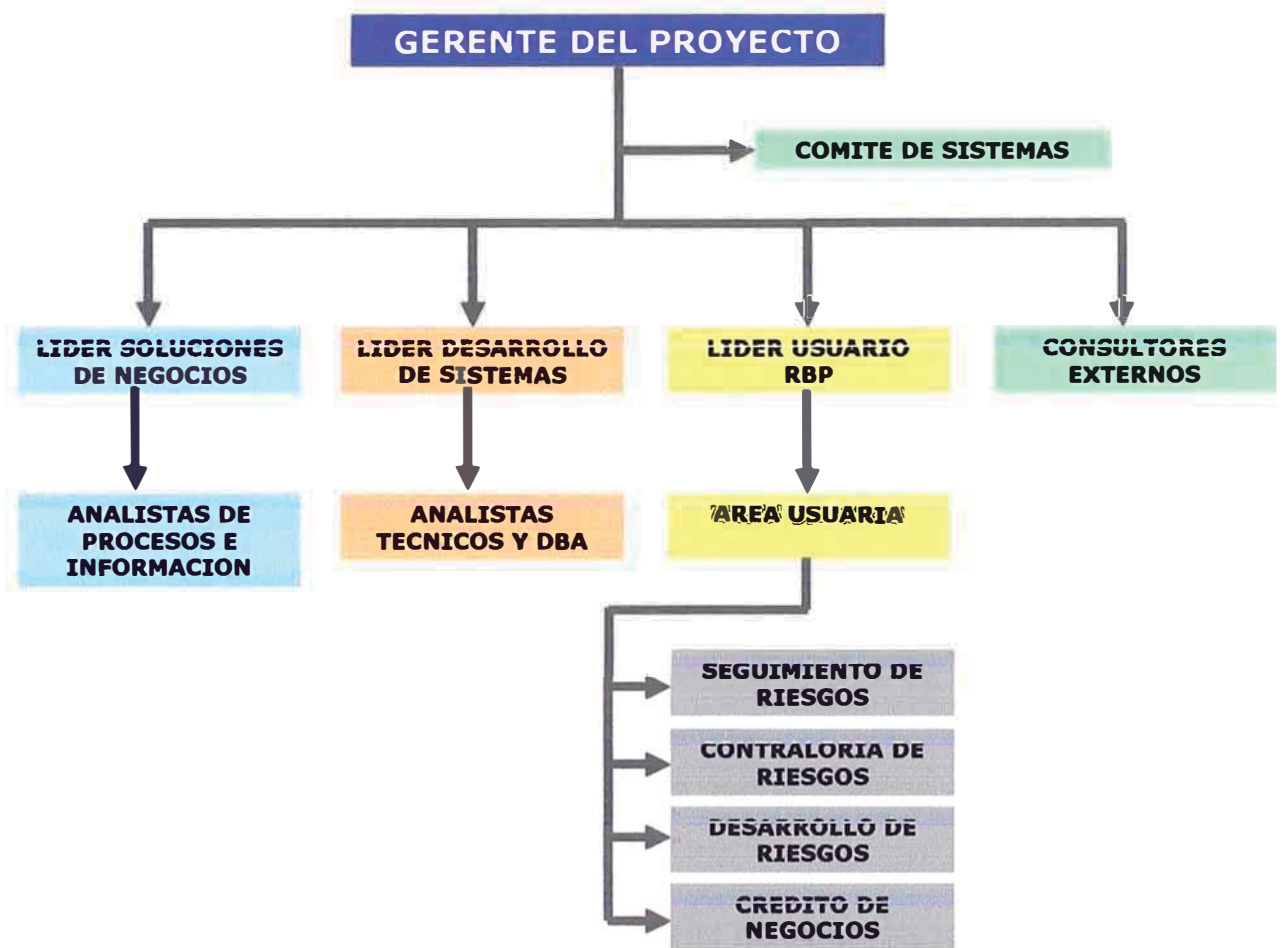 GERENTE DEL PROYECTO
COMITE DE SISTEMAS
LIDER SOLUCIONES
DE NEGOCIOS
LIDER DESARROLLO
DE SISTEMAS
LIDER USUARIO
RBP
CONSULTORES
EXTERNOS
ANALISTAS DE
PROCESOS E
INFORMACION
ANALISTAS
TECNICOS Y DBA
AREA USUARIA
SEGUIMIENTO DE
RIESGOS
CONTRALORIA DE
RIESGOS
DESARROLLO DE
RIESGOS
CREDITO DE
NEGOCIOS